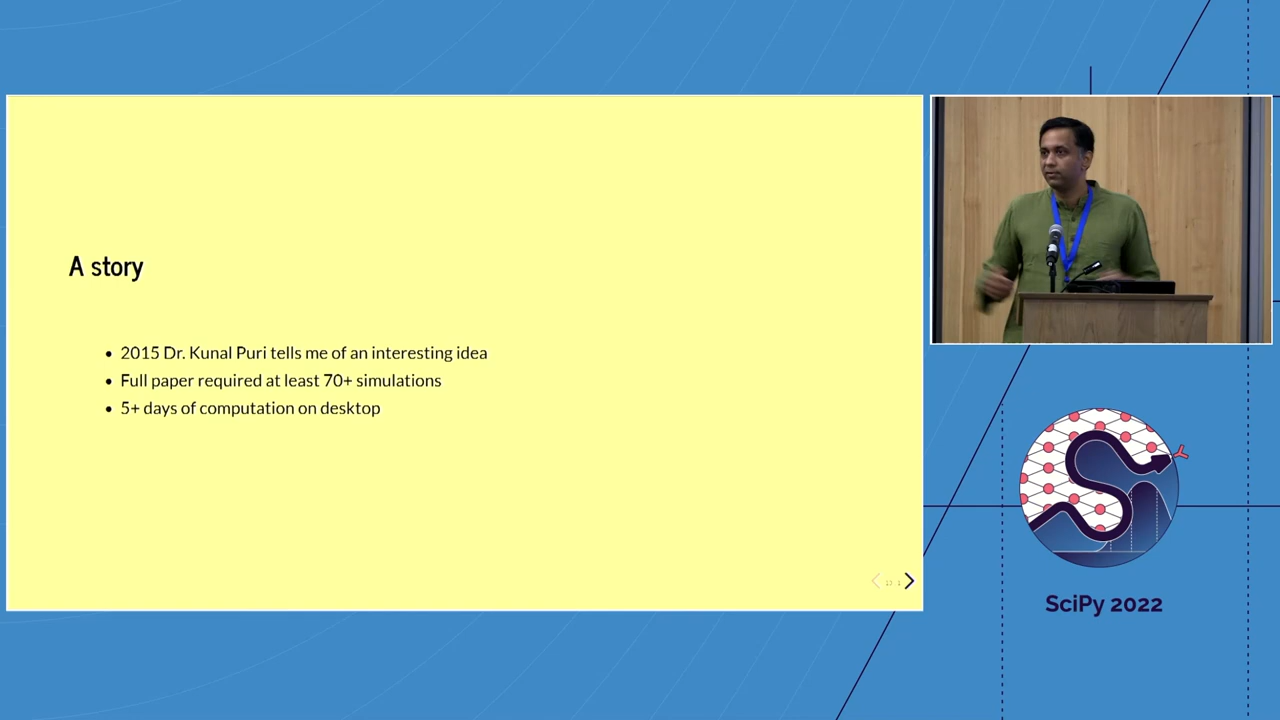 A story
2015 Dr. Kunal Puri tells me of an interesting idea
Full paper required at least 70+ simulations
5+ days of computation on desktop
SciPy 2022